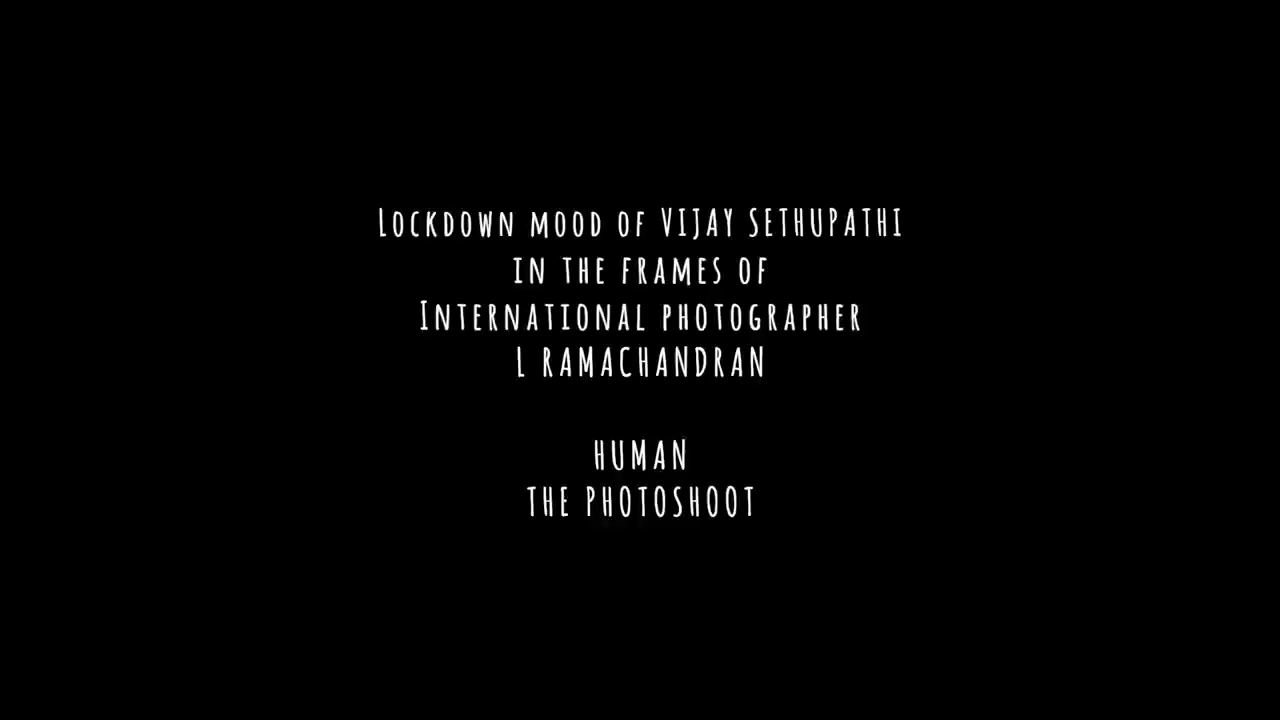 Lockdown mood of VIJAY SETHUPATHI
in the frames of
International photographer
L RAMACHANDRAN
HUMAN
THE PHOTOSHOOT